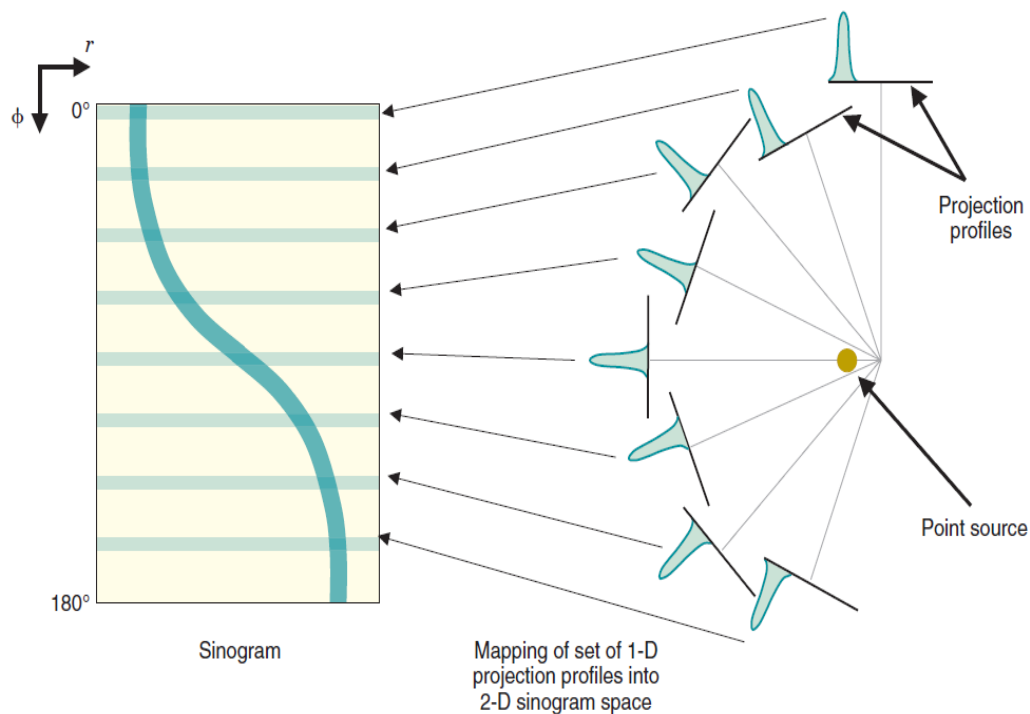 r
ϕ
0°
180°
Sinogram
Mapping of set of 1-D
projection profiles into
2-D sinogram space
Projection
profiles
Point source